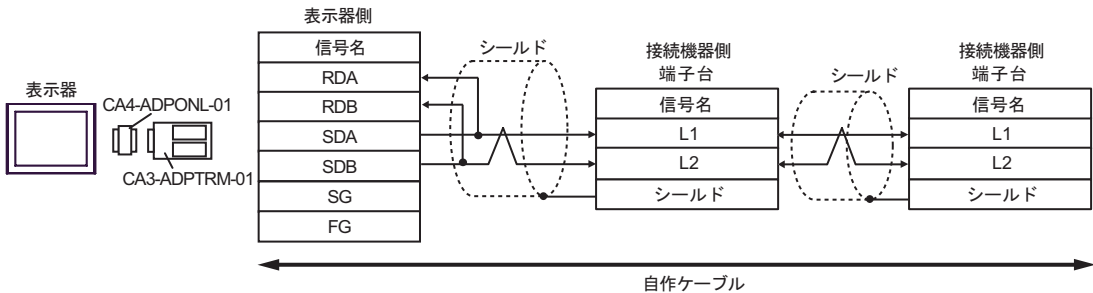 表示器
CA4-ADPONL-01
CA3-ADPTRM-01
表示器側
信号名
RDA
RDB
SDA
SDB
SG
FG
シールド
接続機器側
端子台
信号名
L1
L2
シールド
シールド
接続機器側
端子台
信号名
L1
L2
シールド
自作ケーブル